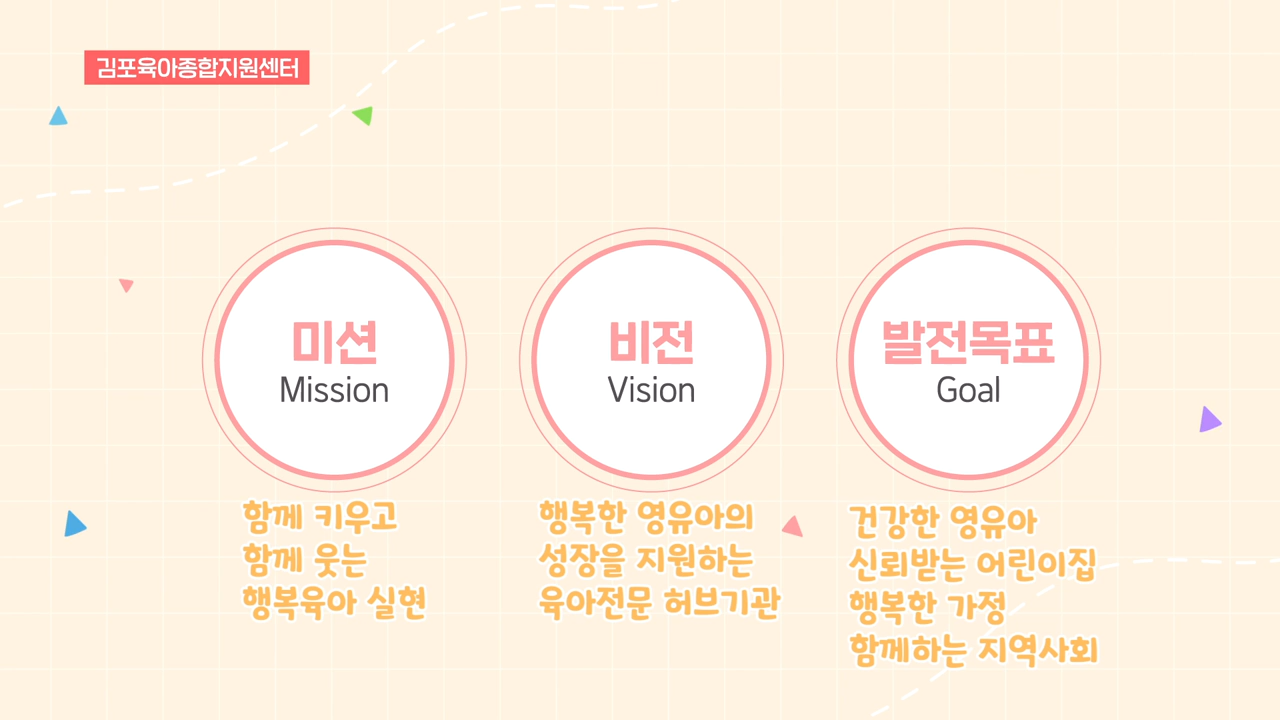 김포육아종합지원센터
미션
Mission
함께 키우고
함께 웃는
행복육아 실현
비전
Vision
행복한 영유아의
성장을 지원하는
육아전문 허브기관
발전목표
Goal
건강한 영유아
신뢰받는 어린이집
행복한 가정
함께하는 지역사회